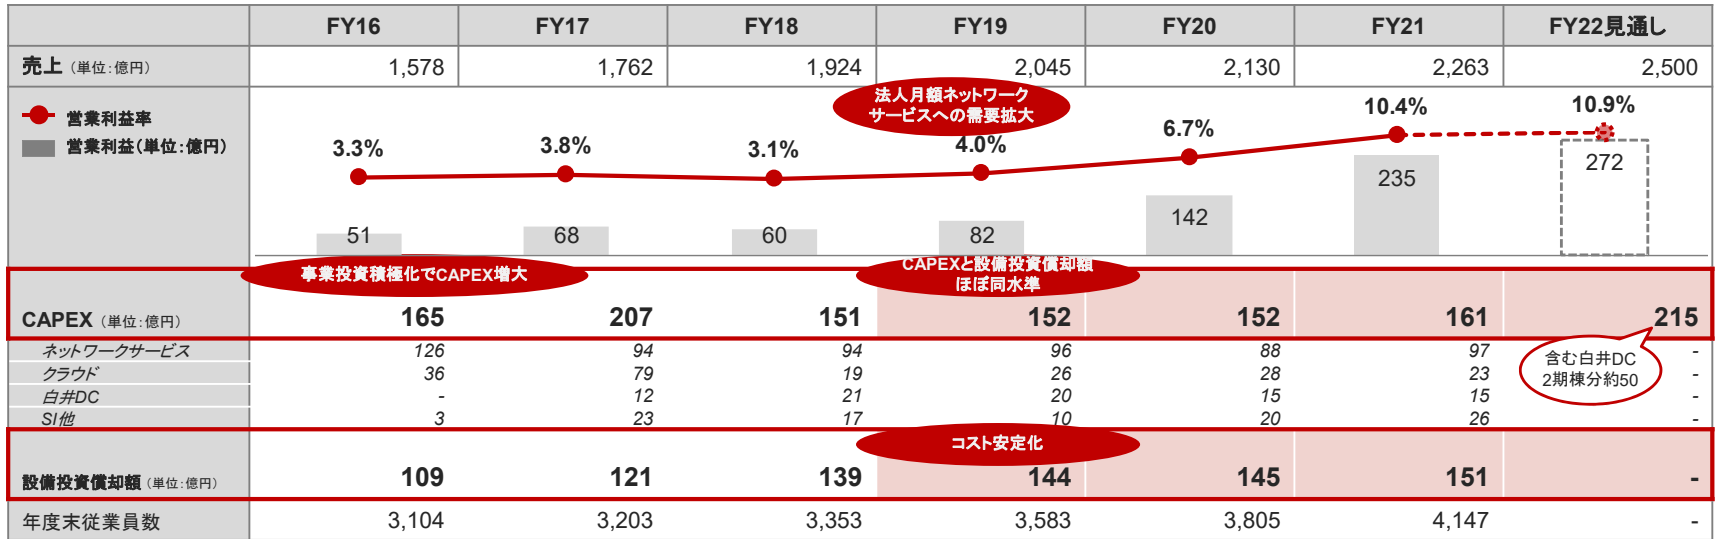 FY16 FY17 FY18 FY19 FY20 FY21 FY22見通し
売上（単位：億円） 1,578 1,762 1,924 2,045 2,130 2,263 2,500
法人月額ネットワーク
サービスへの需要拡大
営業利益率
営業利益（単位：億円）
3.3% 3.8% 3.1% 4.0% 6.7% 10.4% 10.9%
51 68 60 82 142 235 272
事業投資積極化でCAPEX増大
CAPEXと設備投資償却額
ほぼ同水準
CAPEX（単位：億円） 165 207 151 152 152 161 215
ネットワークサービス 126 94 94 96 88 97 -
クラウド 36 79 19 26 28 23 -
白井DC - 12 21 20 15 15 -
SI他 3 23 17 10 20 26 -
含む白井DC
2期棟分約50
コスト安定化
設備投資償却額（単位：億円） 109 121 139 144 145 151 -
年度末従業員数 3,104 3,203 3,353 3,583 3,805 4,147 -